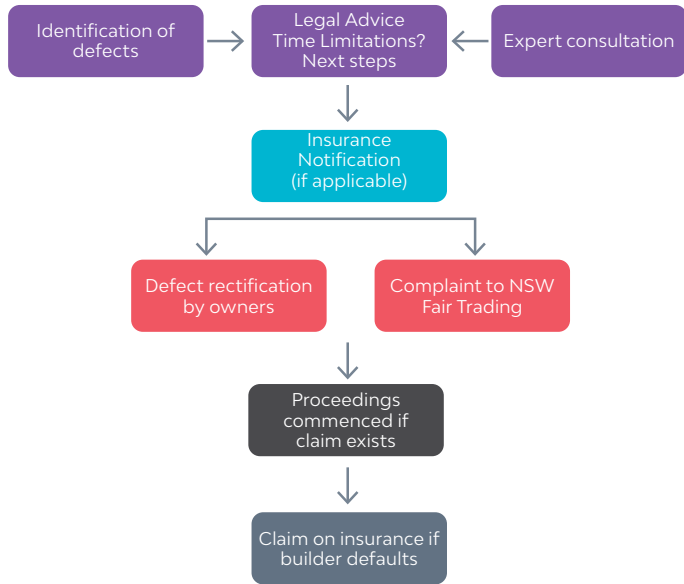 Identification of
defects
Legal Advice
Time Limitations?
Next steps
Expert consultation
Insurance
Notification
(if applicable)
Defect rectification
by owners
Complaint to NSW
Fair Trading
Proceedings
commenced if
claim exists
Claim on insurance if
builder defaults